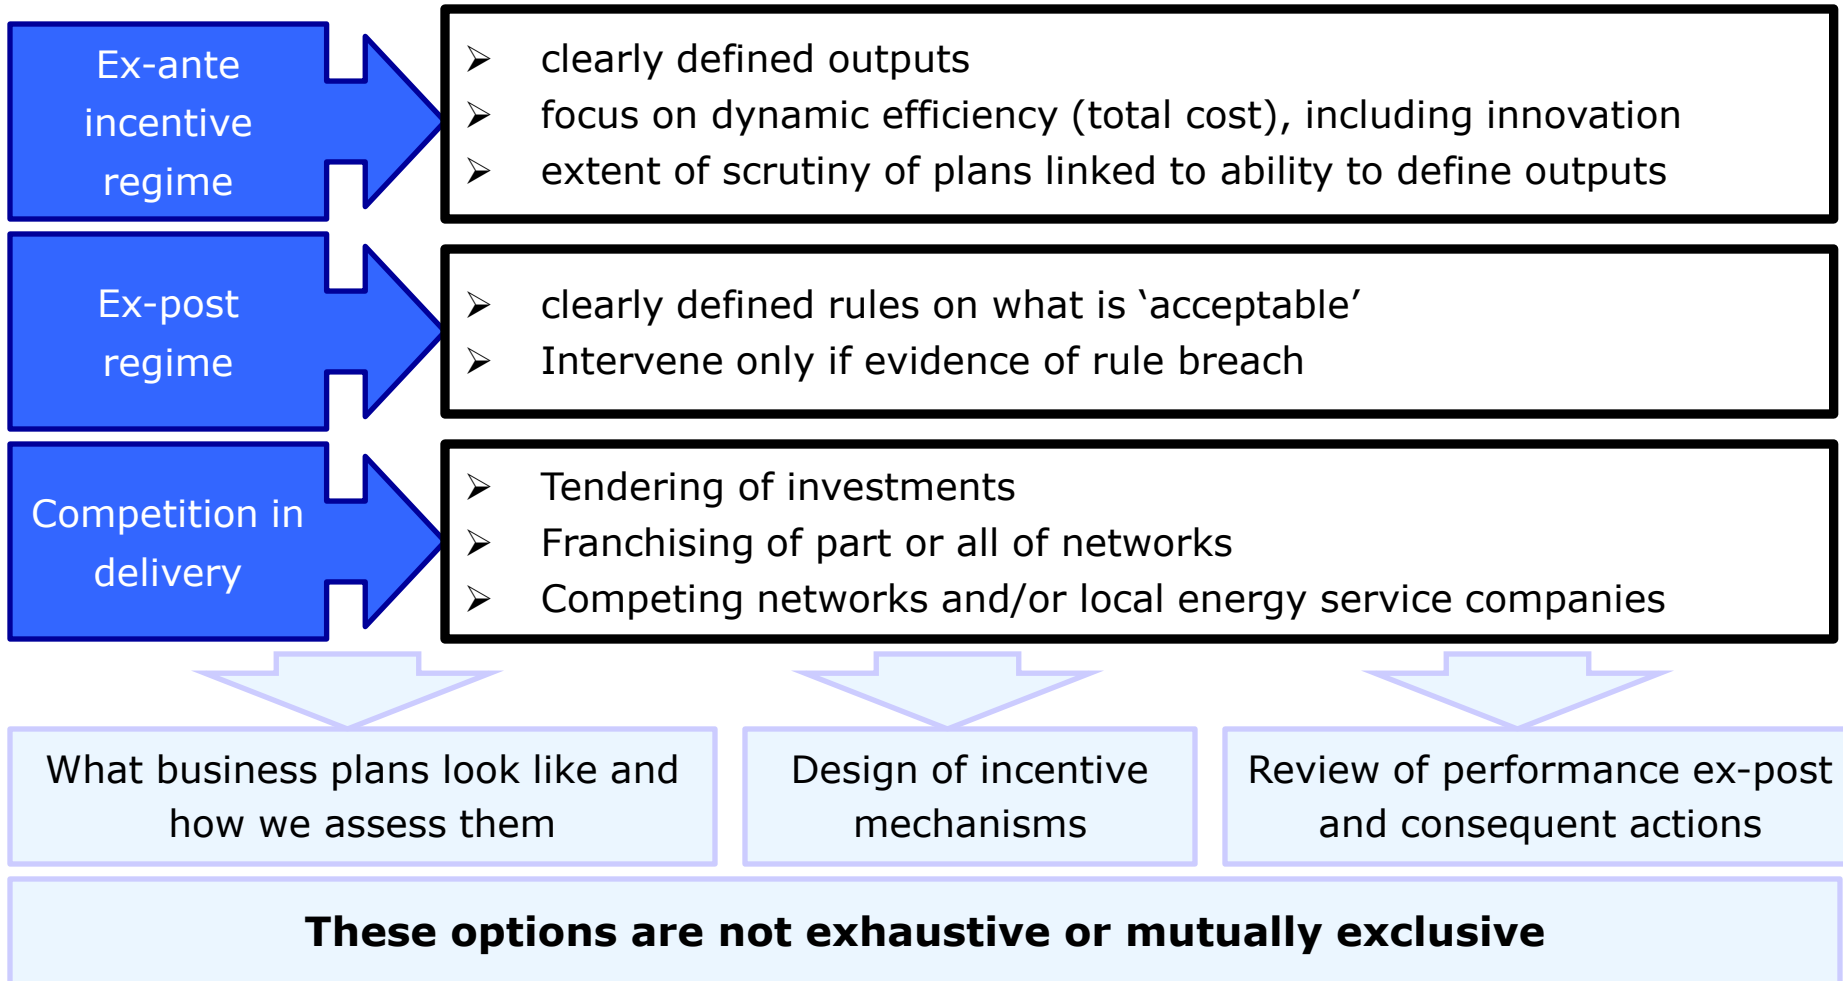 Ex-ante
incentive
regime
➢ clearly defined outputs
➢ focus on dynamic efficiency (total cost), including innovation
➢ extent of scrutiny of plans linked to ability to define outputs
Ex-post
regime
➢ clearly defined rules on what is ‘acceptable’
➢ Intervene only if evidence of rule breach
Competition in
delivery
➢ Tendering of investments
➢ Franchising of part or all of networks
➢ Competing networks and/or local energy service companies
What business plans look like and
how we assess them
Design of incentive
mechanisms
Review of performance ex-post
and consequent actions
These options are not exhaustive or mutually exclusive